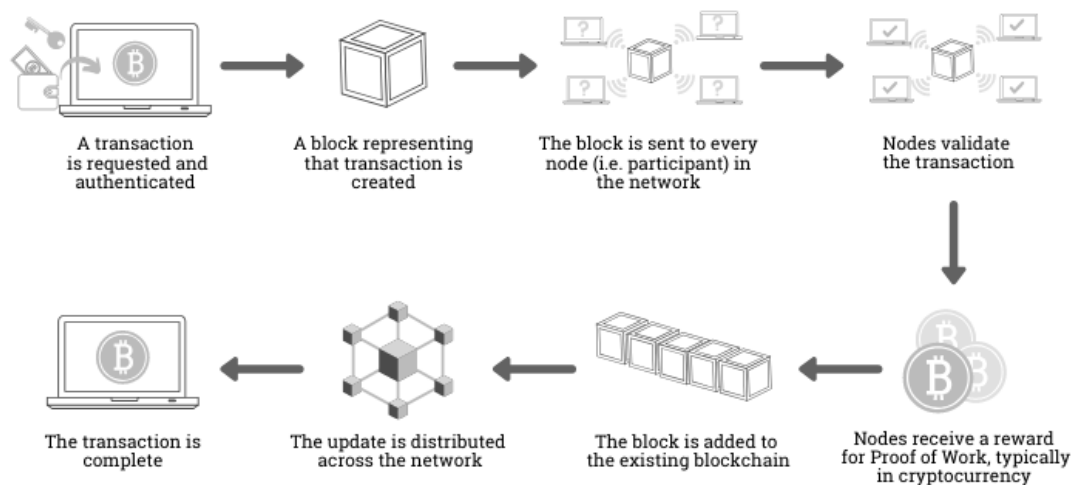 A transaction
is requested and
authenticated
A block representing
that transaction is
created
The block is sent to every
node (i.e. participant) in
the network
Nodes validate
the transaction
Nodes receive a reward
for Proof of Work, typically
in cryptocurrency
The block is added to
the existing blockchain
The update is distributed
across the network
The transaction is
complete